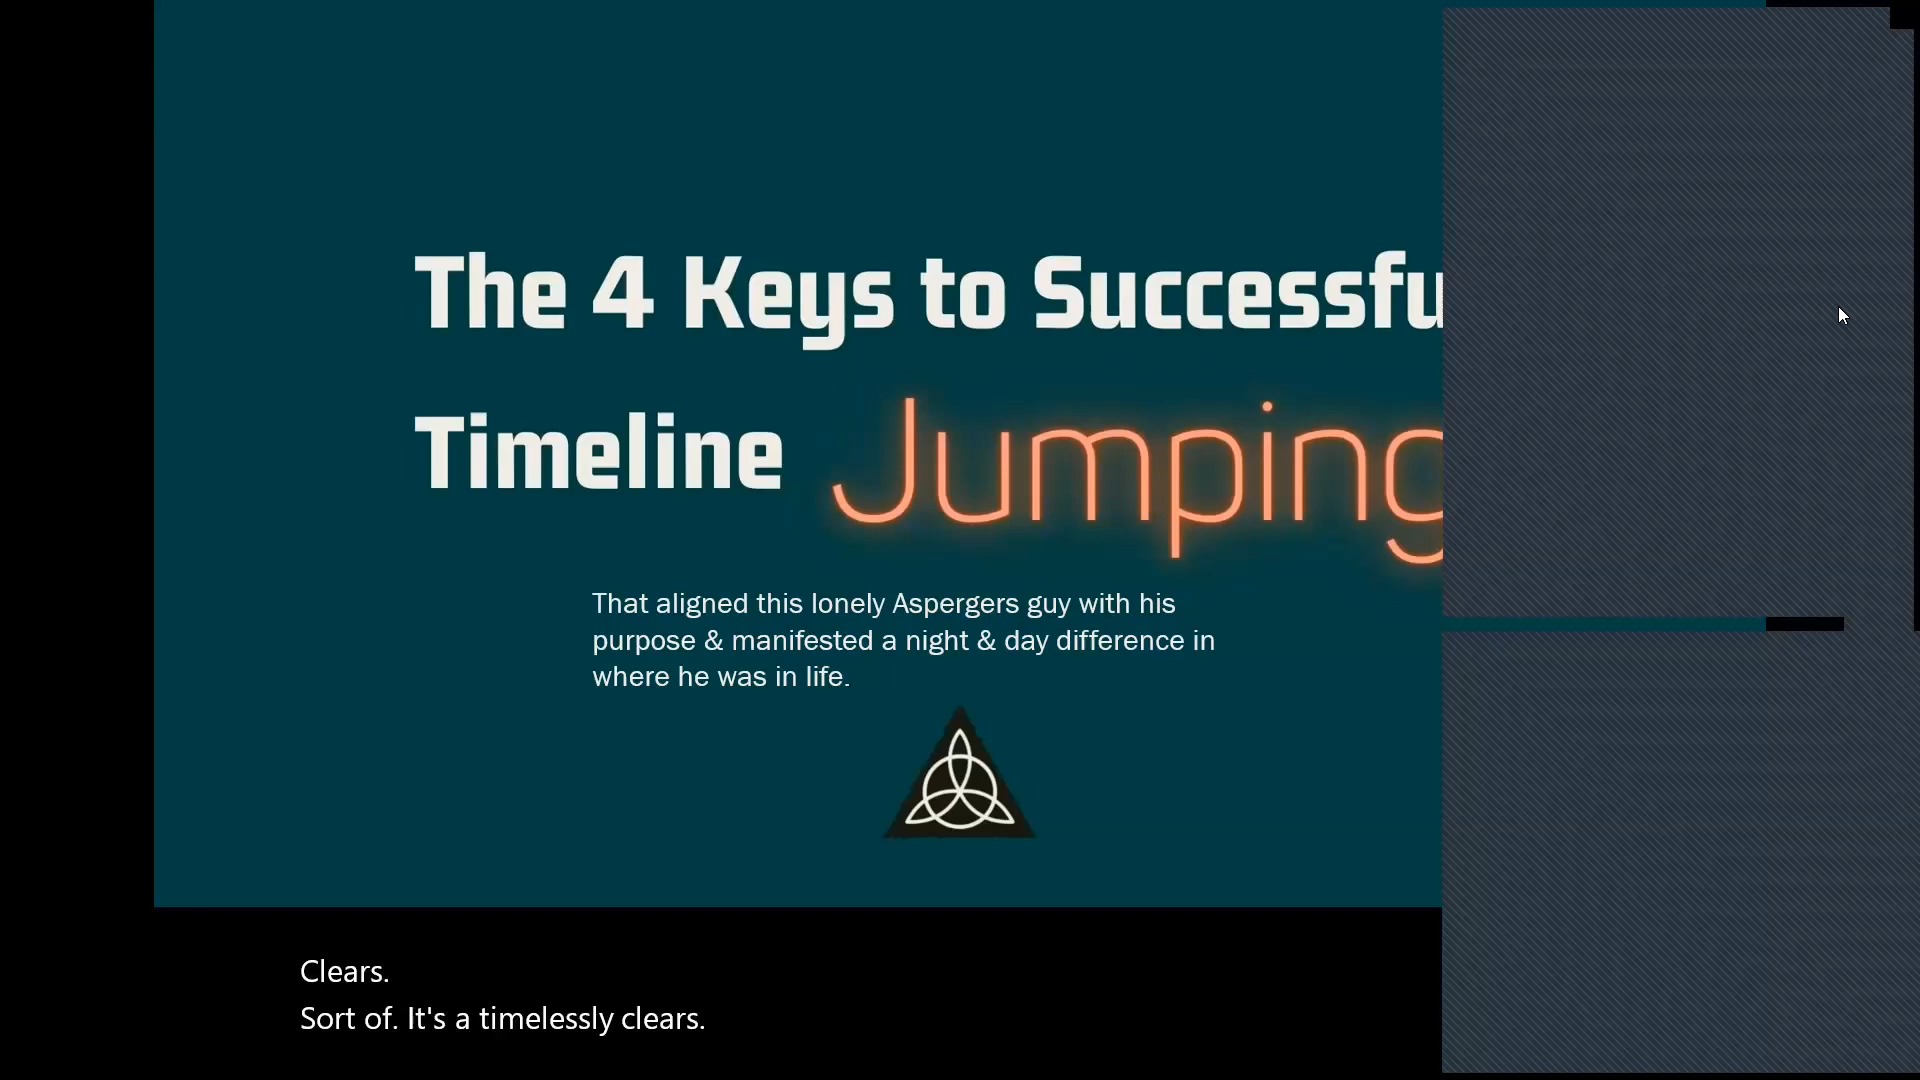 The 4 Keys to Successfu
Timeline Jumping
That aligned this lonely Aspergers guy with his
purpose & manifested a night & day difference in
where he was in life.
Clears.
Sort of. It's a timelessly clears.